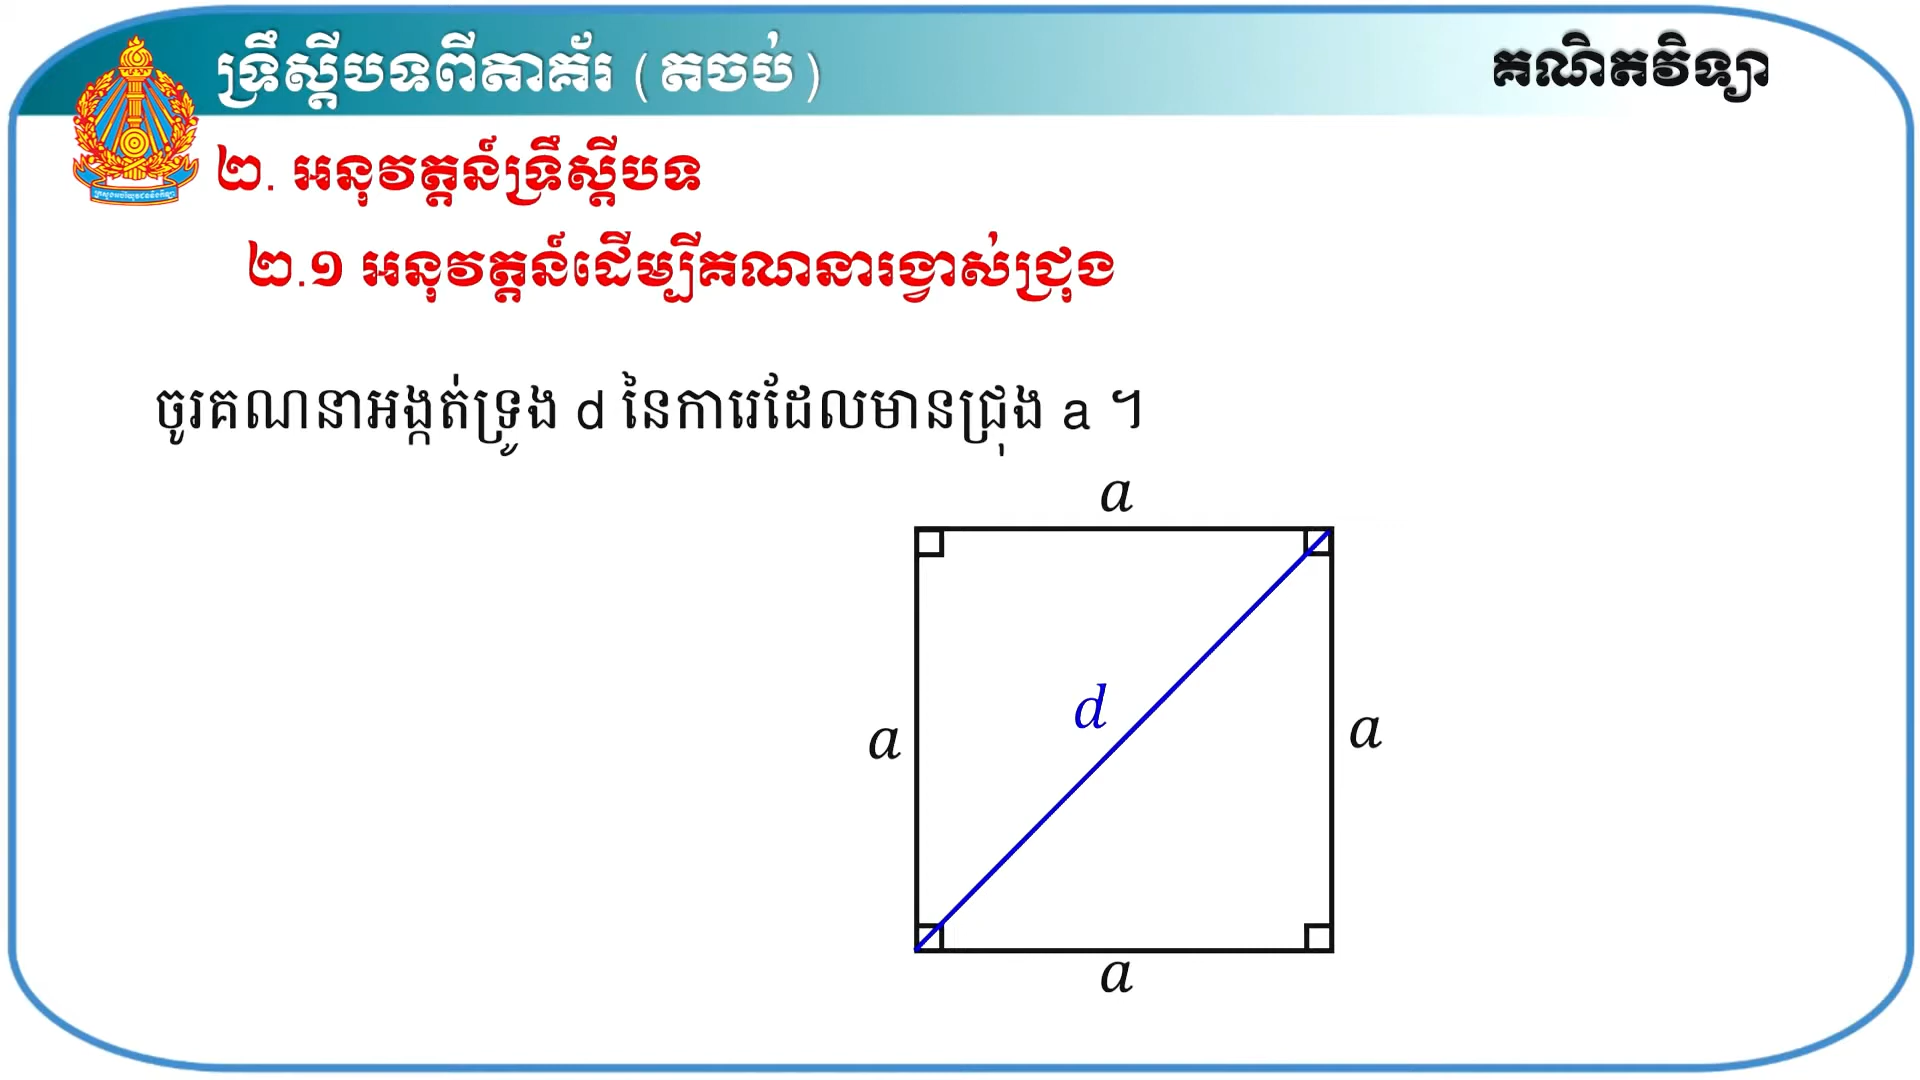 ទ្រឹស្តីបទពីតាគ័រ (តចប់)
គណិតវិទ្យា
២. អនុវត្តន៍ទ្រឹស្តីបទ
២.១ អនុវត្តន៍ដើម្បីគណនារង្វាស់ជ្រុង
ចូរគណនាអង្កត់ទ្រូង d នៃការេដែលមានជ្រុង a ។
a
d
a
a
a